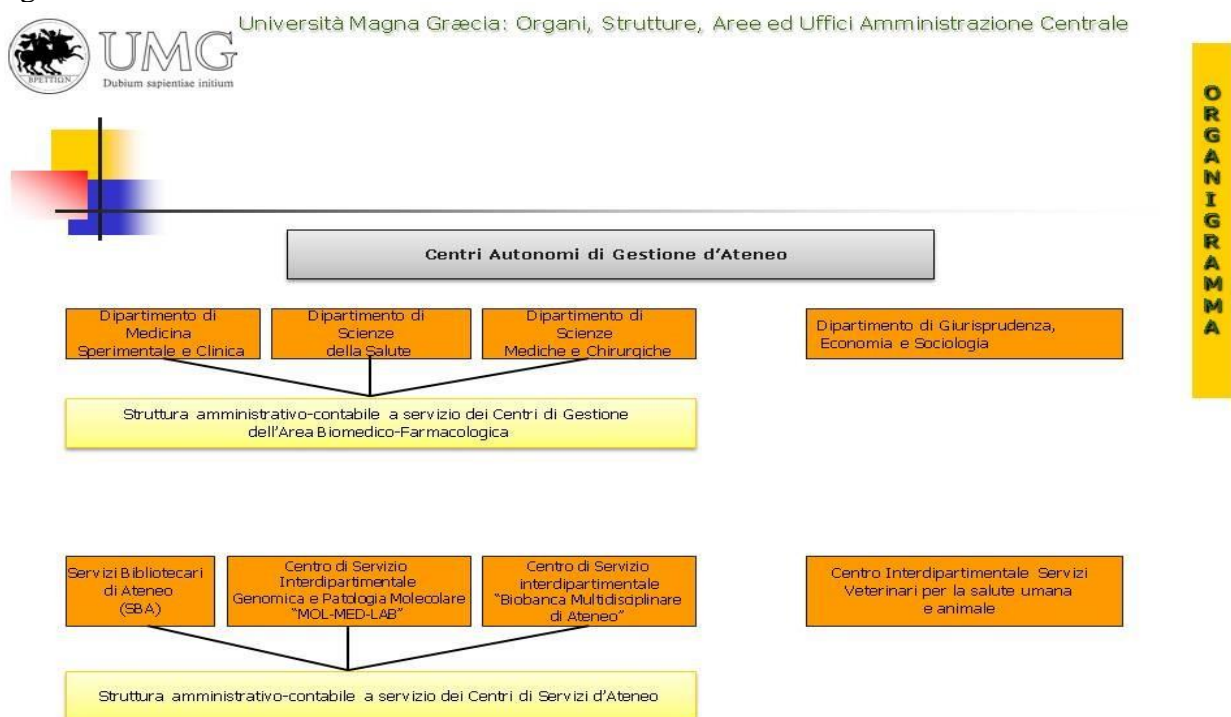 Università Magna Græcia: Organi, Strutture, Aree ed Uffici Amministrazione Centrale
UMG
Dubium sapientiae initium
ORGANIGRAMMA
Centri Autonomi di Gestione d'Ateneo
Dipartimento di
Medicina
Sperimentale e Clinica
Dipartimento di
Scienze
della Salute
Dipartimento di
Scienze
Mediche e Chirurgiche
Dipartimento di Giurisprudenza,
Economia e Sociologia
Struttura amministrativo-contabile a servizio dei Centri di Gestione
dell'Area Biomedico-Farmacologica
Servizi Bibliotecari
di Ateneo
(SBA)
Centro di Servizio
Interdipartimentale
Genomica e Patologia Molecolare
"MOL-MED-LAB"
Centro di Servizio
interdipartimentale
"Biobanca Multidisciplinare
di Ateneo"
Centro Interdipartimentale Servizi
Veterinari per la salute umana
e animale
Struttura amministrativo-contabile a servizio dei Centri di Servizi d'Ateneo